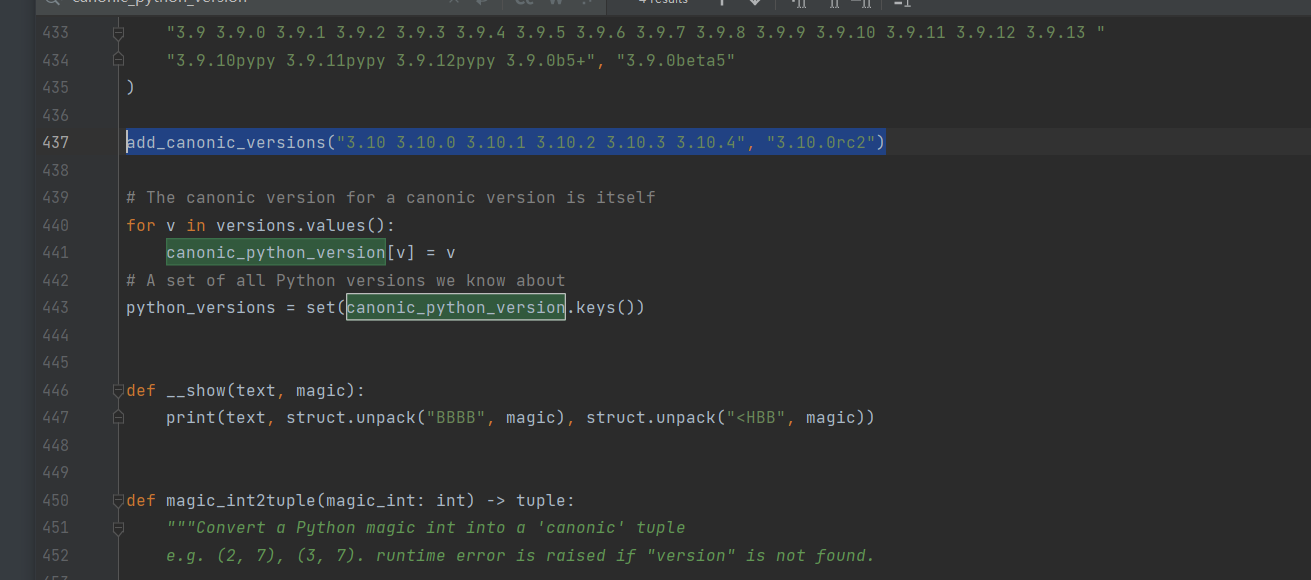 canonic_python_version
4 results
433 "3.9 3.9.0 3.9.1 3.9.2 3.9.3 3.9.4 3.9.5 3.9.6 3.9.7 3.9.8 3.9.9 3.9.10 3.9.11 3.9.12 3.9.13 "
434 "3.9.10pypy 3.9.11pypy 3.9.12pypy 3.9.0b5+", "3.9.0beta5"
435 )
436
437 add_canonic_versions("3.10 3.10.0 3.10.1 3.10.2 3.10.3 3.10.4", "3.10.0rc2")
438
439 # The canonic version for a canonic version is itself
440 for v in versions.values():
441 canonic_python_version[v] = v
442 # A set of all Python versions we know about
443 python_versions = set(canonic_python_version.keys())
444
445
446 def __show(text, magic):
447 print(text, struct.unpack("BBBB", magic), struct.unpack("<HBB", magic))
448
449
450 def magic_int2tuple(magic_int: int) -> tuple:
451 """Convert a Python magic int into a 'canonic' tuple
452 e.g. (2, 7), (3, 7). runtime error is raised if "version" is not found.